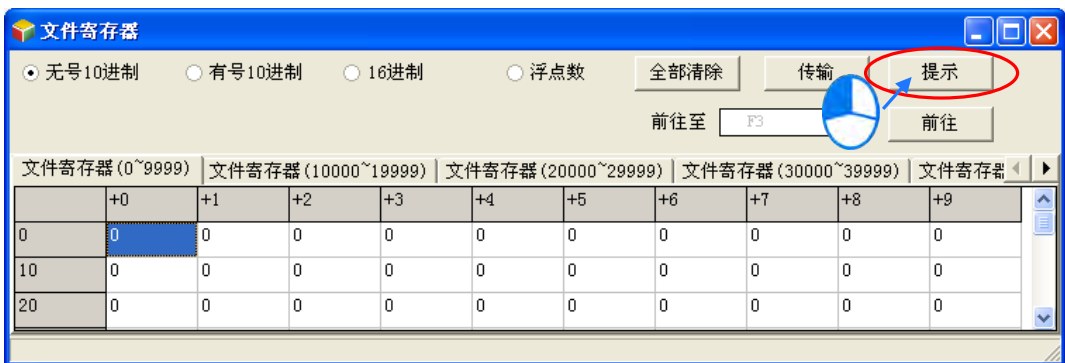 文件寄存器
无号10进制 有号10进制 16进制 浮点数 全部清除 传输 提示
前往至 F3 前往
文件寄存器(0~9999) 文件寄存器(10000~19999) 文件寄存器(20000~29999) 文件寄存器(30000~39999) 文件寄存器
+0 +1 +2 +3 +4 +5 +6 +7 +8 +9
0 0 0 0 0 0 0 0 0 0 0
10 0 0 0 0 0 0 0 0 0 0
20 0 0 0 0 0 0 0 0 0 0